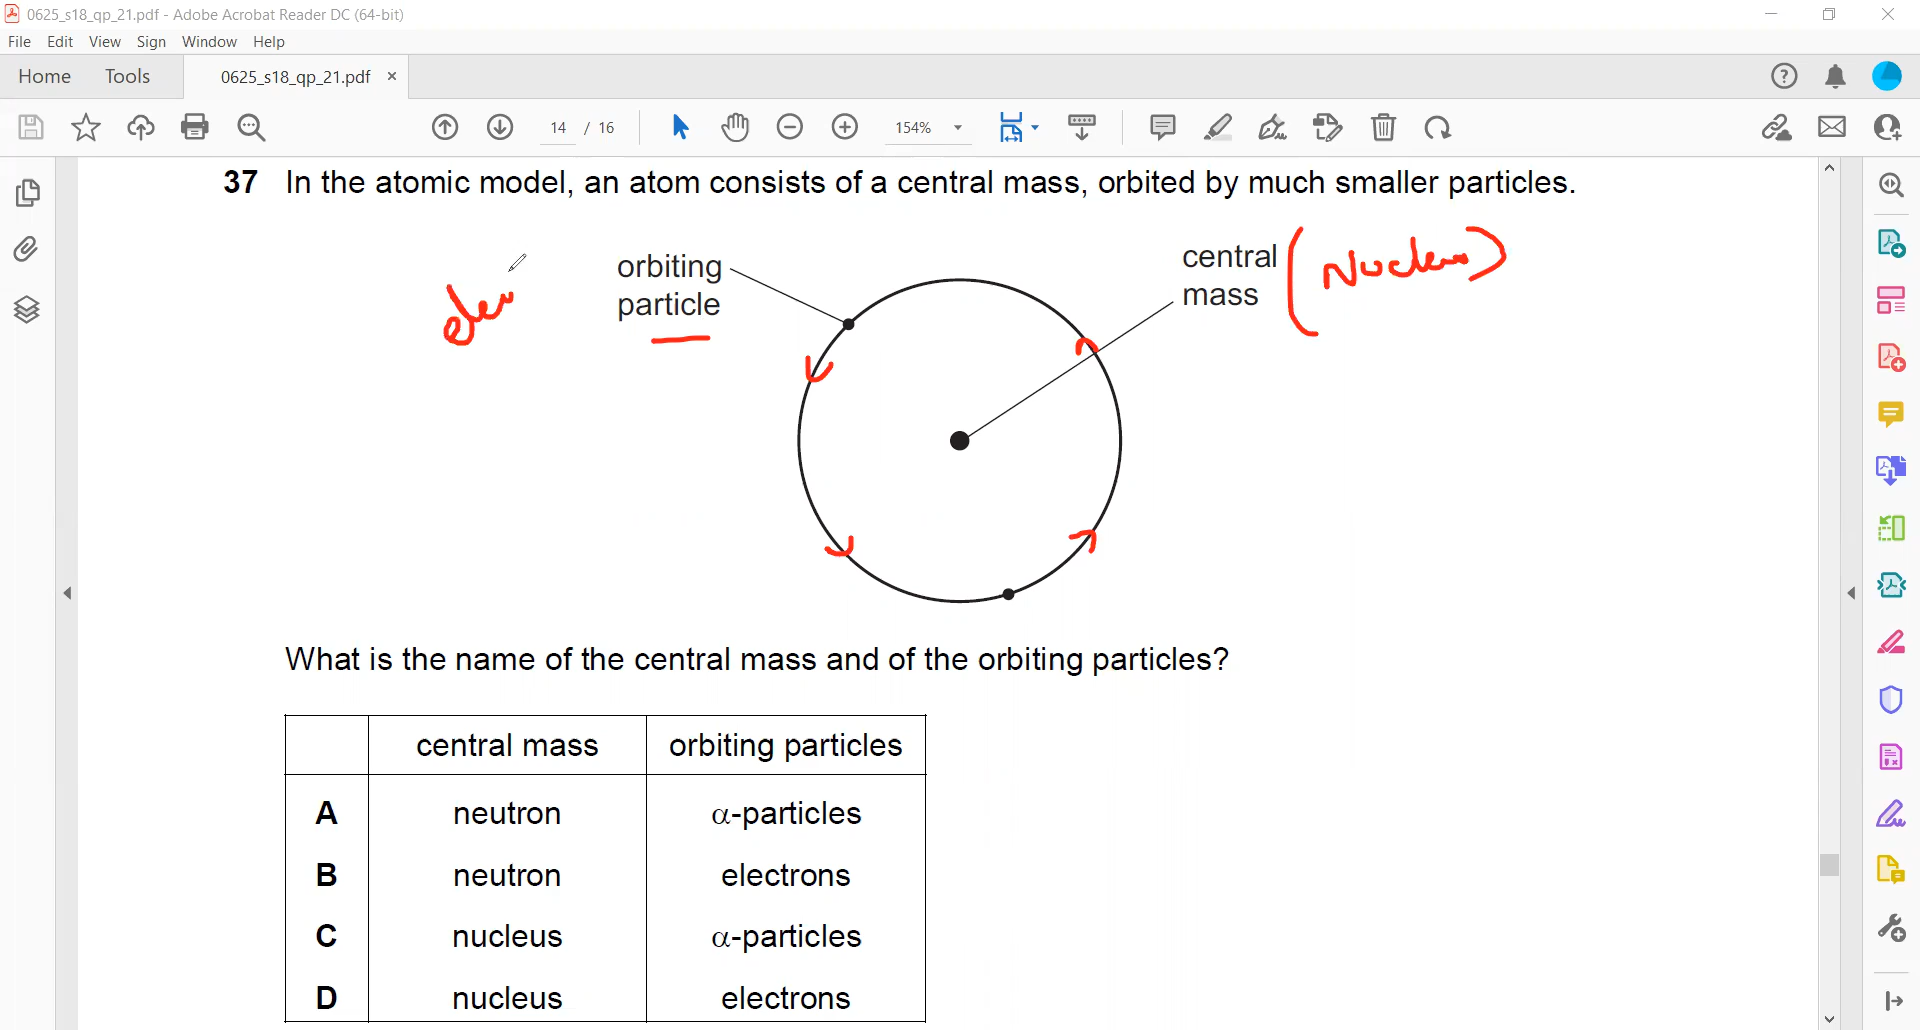 0625_s18_qp_21.pdf - Adobe Acrobat Reader DC (64-bit)
File Edit View Sign Window Help
Home Tools 0625_s18_qp_21.pdf ×
14 / 16 154%
37 In the atomic model, an atom consists of a central mass, orbited by much smaller particles.
orbiting
particle
central
mass
(Nucleus)
What is the name of the central mass and of the orbiting particles?
central mass orbiting particles
A neutron α-particles
B neutron electrons
C nucleus α-particles
D nucleus electrons